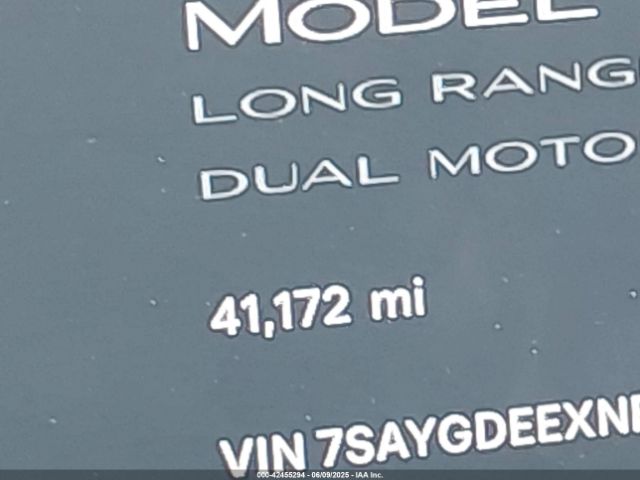 MODEL
LONG RANG
DUAL MOTO
41,172 mi
VIN 7SAYGDEEXN
000-42455294 - 06/09/2025 - IAA Inc.